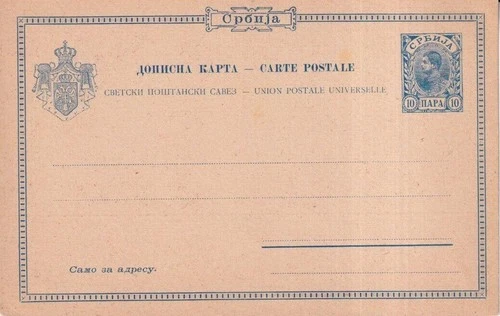 Србија
СРБИЈА
ДОПИСНА КАРТА — CARTE POSTALE
СВЕТСКИ ПОШТАНСКИ САВЕЗ — UNION POSTALE UNIVERSELLE
10 ПАРА 10
Само за адресу.